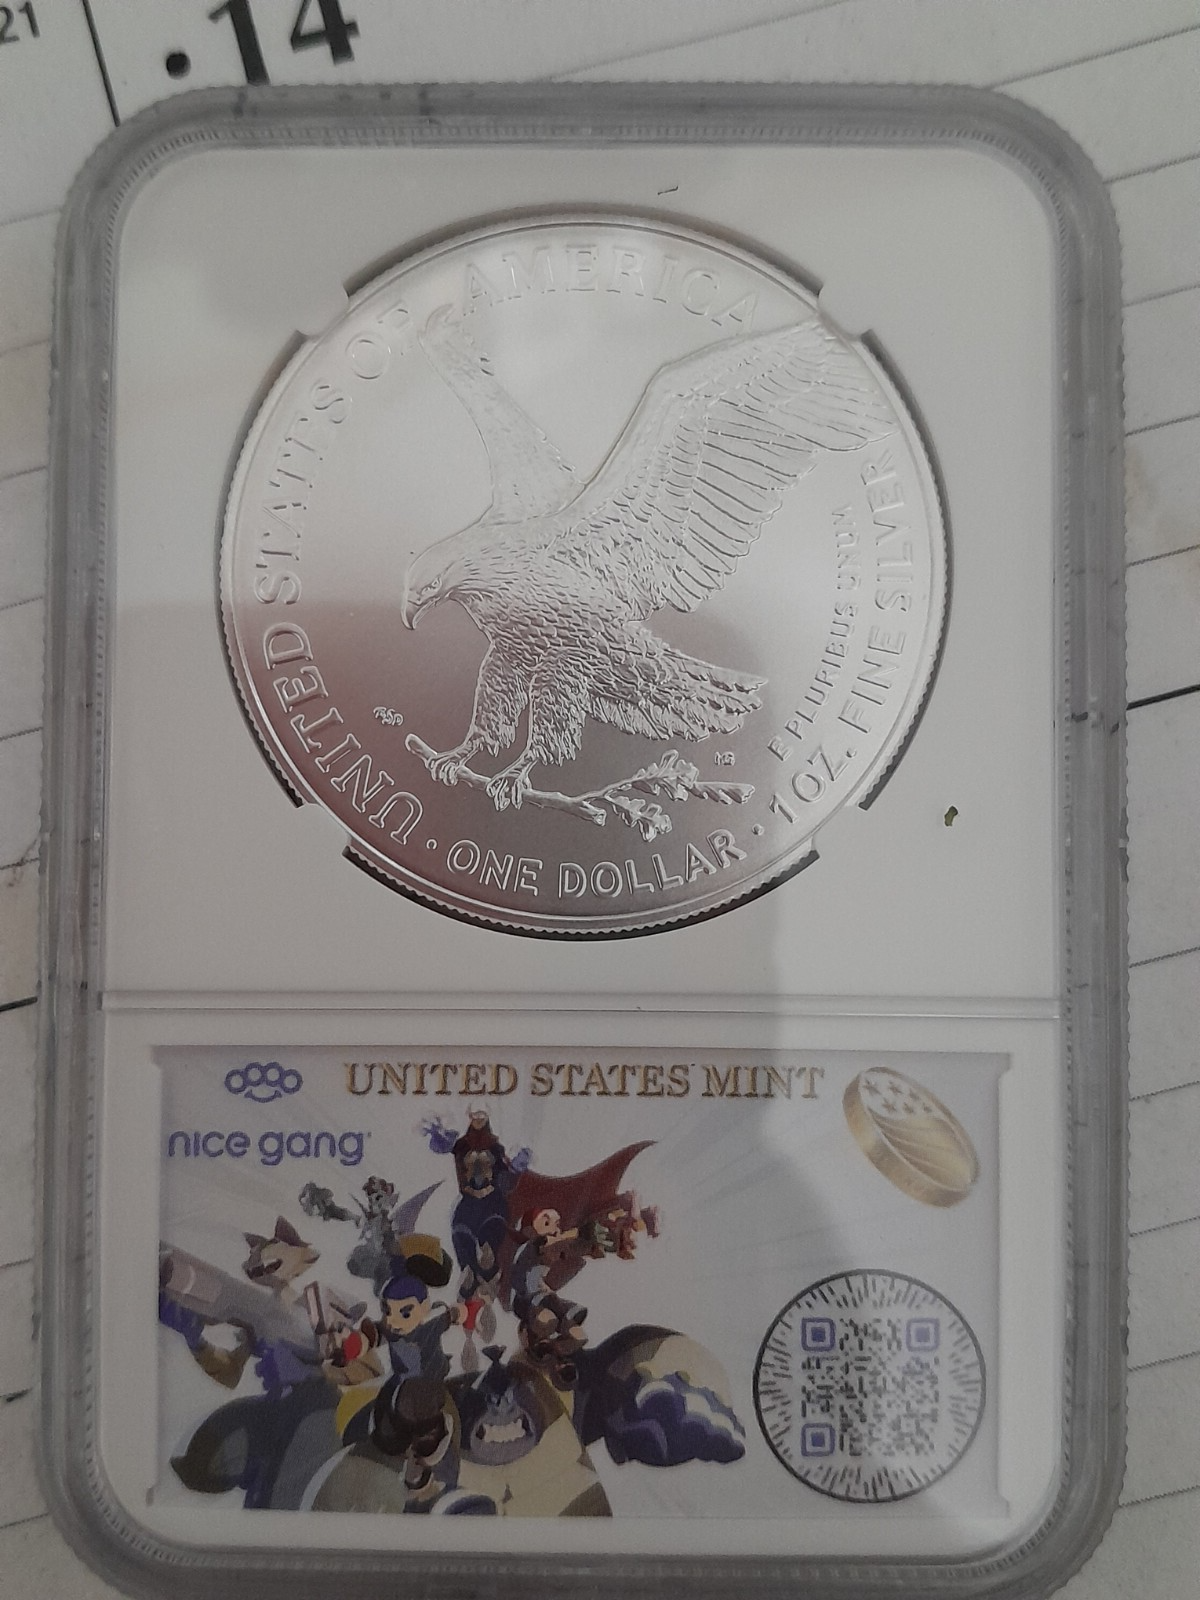 21
.14
UNITED STATES OF AMERICA
E PLURIBUS UNUM
1 OZ. FINE SILVER
· ONE DOLLAR ·
UNITED STATES MINT
nice gang